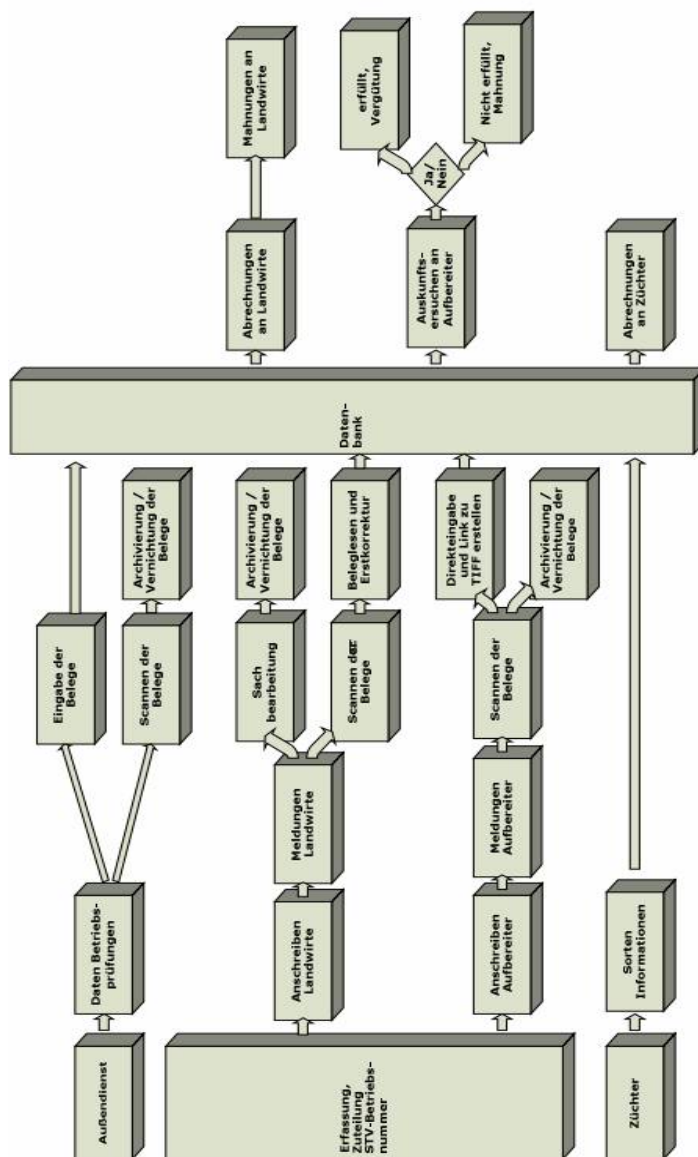 Außendienst
Daten Betriebs-
prüfungen
Eingabe der
Belege
Scannen der
Belege
Archivierung /
Vernichtung der
Belege
Erfassung,
Zuteilung
STV-Betriebs-
nummer
Anschreiben
Landwirte
Meldungen
Landwirte
Sach
bearbeitung
Archivierung /
Vernichtung der
Belege
Scannen der
Belege
Beleglesen und
Erstkorrektur
Anschreiben
Aufbereiter
Meldungen
Aufbereiter
Scannen der
Belege
Direkteingabe
und Link zu
TIFF erstellen
Archivierung /
Vernichtung der
Belege
Züchter
Sorten
Informationen
Daten-
bank
Abrechnungen
an Landwirte
Mahnungen an
Landwirte
Auskunfts-
ersuchen an
Aufbereiter
Ja/
Nein
erfüllt,
Vergütung
Nicht erfüllt,
Mahnung
Abrechnungen
an Züchter